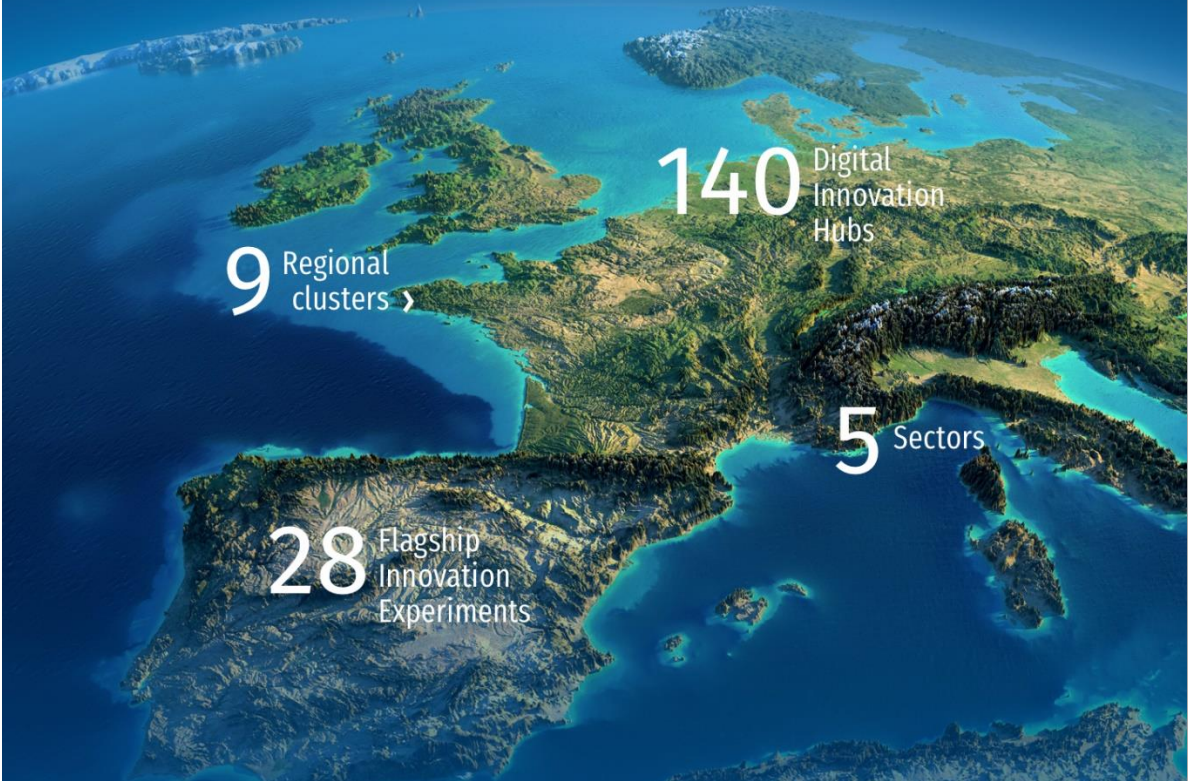 140 Digital
Innovation
Hubs
9 Regional
clusters ›
5 Sectors
28 Flagship
Innovation
Experiments